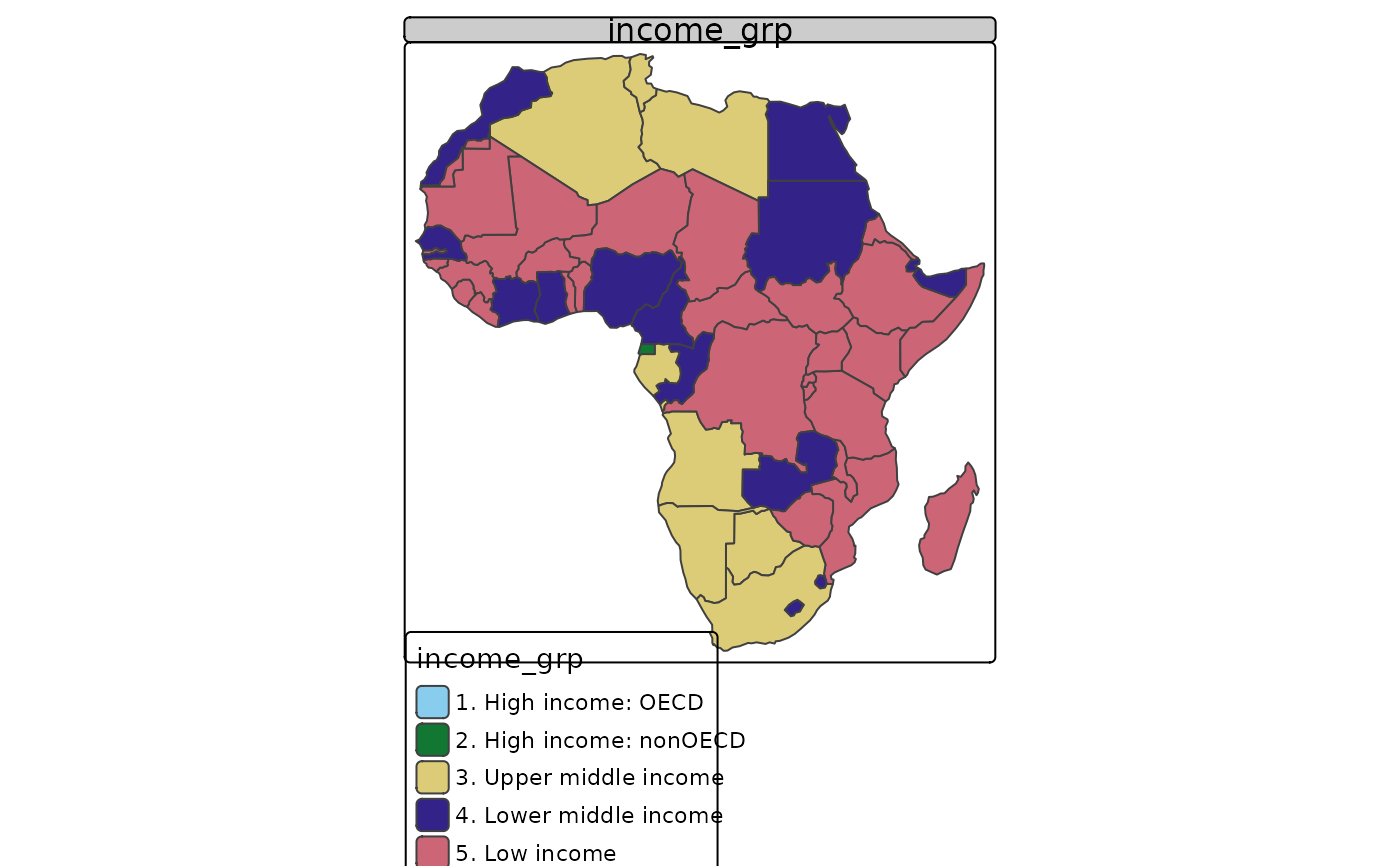 income_grp
income_grp
1. High income: OECD
2. High income: nonOECD
3. Upper middle income
4. Lower middle income
5. Low income